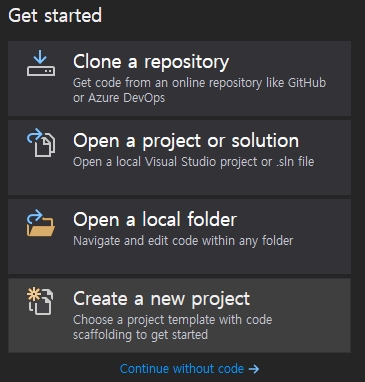 Get started
Clone a repository
Get code from an online repository like GitHub
or Azure DevOps
Open a project or solution
Open a local Visual Studio project or .sln file
Open a local folder
Navigate and edit code within any folder
Create a new project
Choose a project template with code
scaffolding to get started
Continue without code →